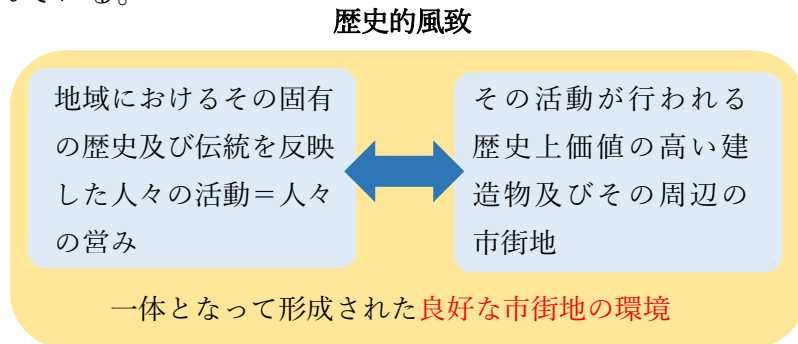 いる。
歴史的風致
地域におけるその固有
の歴史及び伝統を反映
した人々の活動＝人々
の営み
その活動が行われる
歴史上価値の高い建
造物及びその周辺の
市街地
一体となって形成された良好な市街地の環境